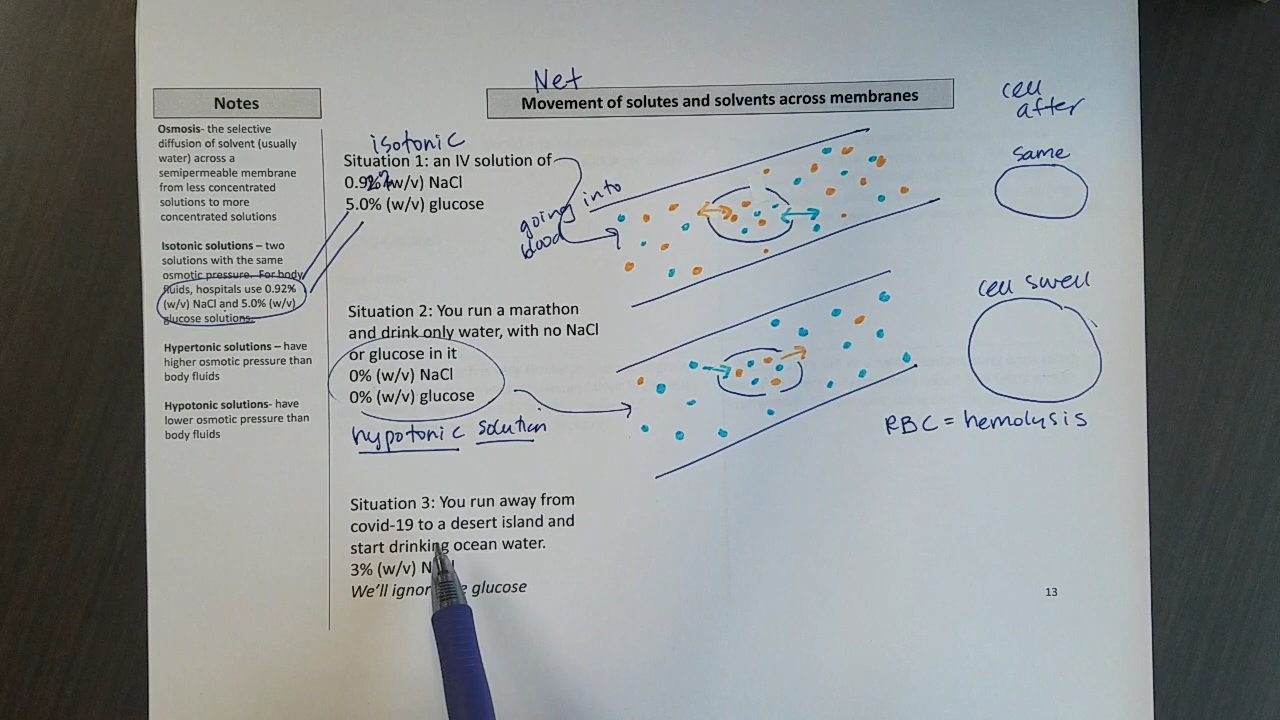 Net
Notes
Movement of solutes and solvents across membranes
cell
after
Osmosis- the selective
diffusion of solvent (usually
water) across a
semipermeable membrane
from less concentrated
solutions to more
concentrated solutions
Isotonic solutions – two
solutions with the same
osmotic pressure. For body
fluids, hospitals use 0.92%
(w/v) NaCl and 5.0% (w/v)
glucose solutions.
Hypertonic solutions – have
higher osmotic pressure than
body fluids
Hypotonic solutions- have
lower osmotic pressure than
body fluids
isotonic
Situation 1: an IV solution of
0.92% (w/v) NaCl
5.0% (w/v) glucose
going into
blood
same
Situation 2: You run a marathon
and drink only water, with no NaCl
or glucose in it
0% (w/v) NaCl
0% (w/v) glucose
hypotonic solution
cell swell
RBC = hemolysis
Situation 3: You run away from
covid-19 to a desert island and
start drinking ocean water.
3% (w/v)
We'll glucose
13